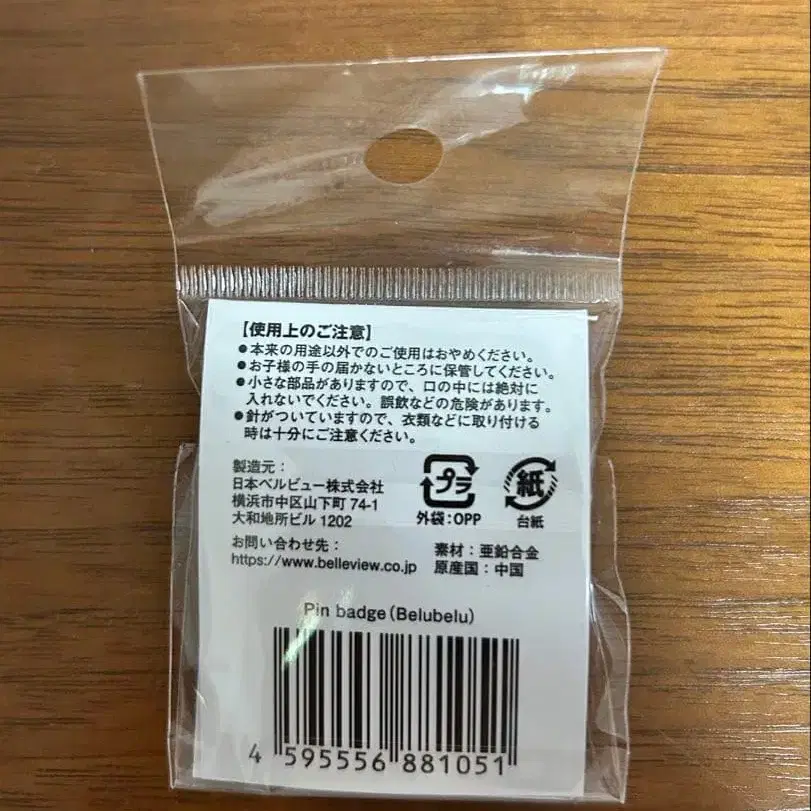 【使用上のご注意】
●本来の用途以外でのご使用はおやめください。
●お子様の手の届かないところに保管してください。
●小さな部品がありますので、口の中には絶対に
入れないでください。誤飲などの危険があります。
●針がついていますので、衣類などに取り付ける
時は十分にご注意ください。
製造元：
日本ベルビュー株式会社
横浜市中区山下町 74-1
大和地所ビル 1202
プラ
外袋：OPP
紙
台紙
お問い合わせ先：
https://www.belleview.co.jp
素材：亜鉛合金
原産国：中国
Pin badge（Belubelu）
4 595556 881051